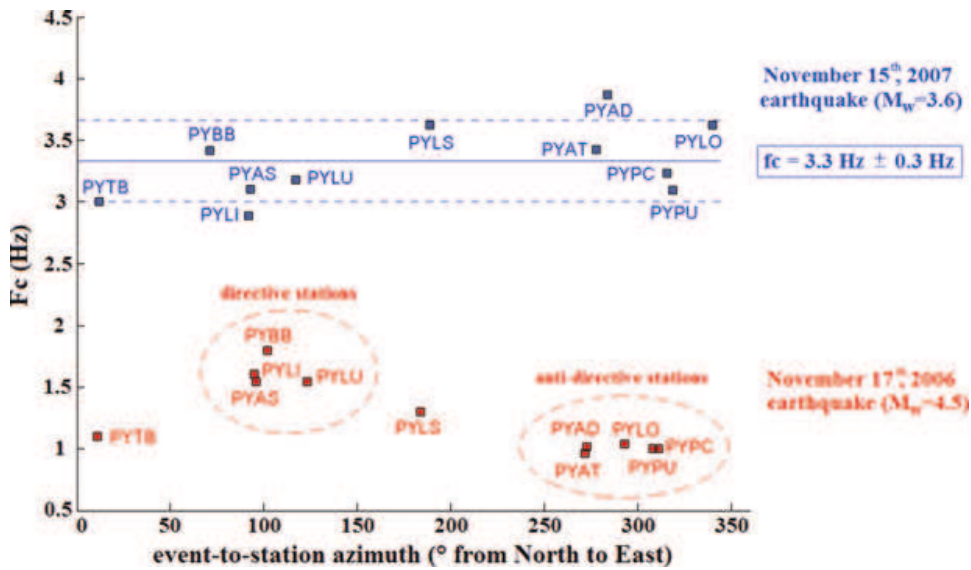 4.5
4
3.5
3
2.5
2
1.5
1
0.5
Fc (Hz)
0
50
100
150
200
250
300
350
event-to-station azimuth (° from North to East)
November 15th, 2007
earthquake (Mw=3.6)
fc = 3.3 Hz ± 0.3 Hz
PYAD
PYBB
PYLS
PYAT
PYLO
PYAS
PYLU
PYPC
PYTB
PYLI
PYPU
directive stations
PYBB
PYLI
PYLU
PYAS
anti-directive stations
November 17th, 2006
earthquake (Mw=4.5)
PYTB
PYLS
PYAD
PYLO
PYPC
PYAT
PYPU